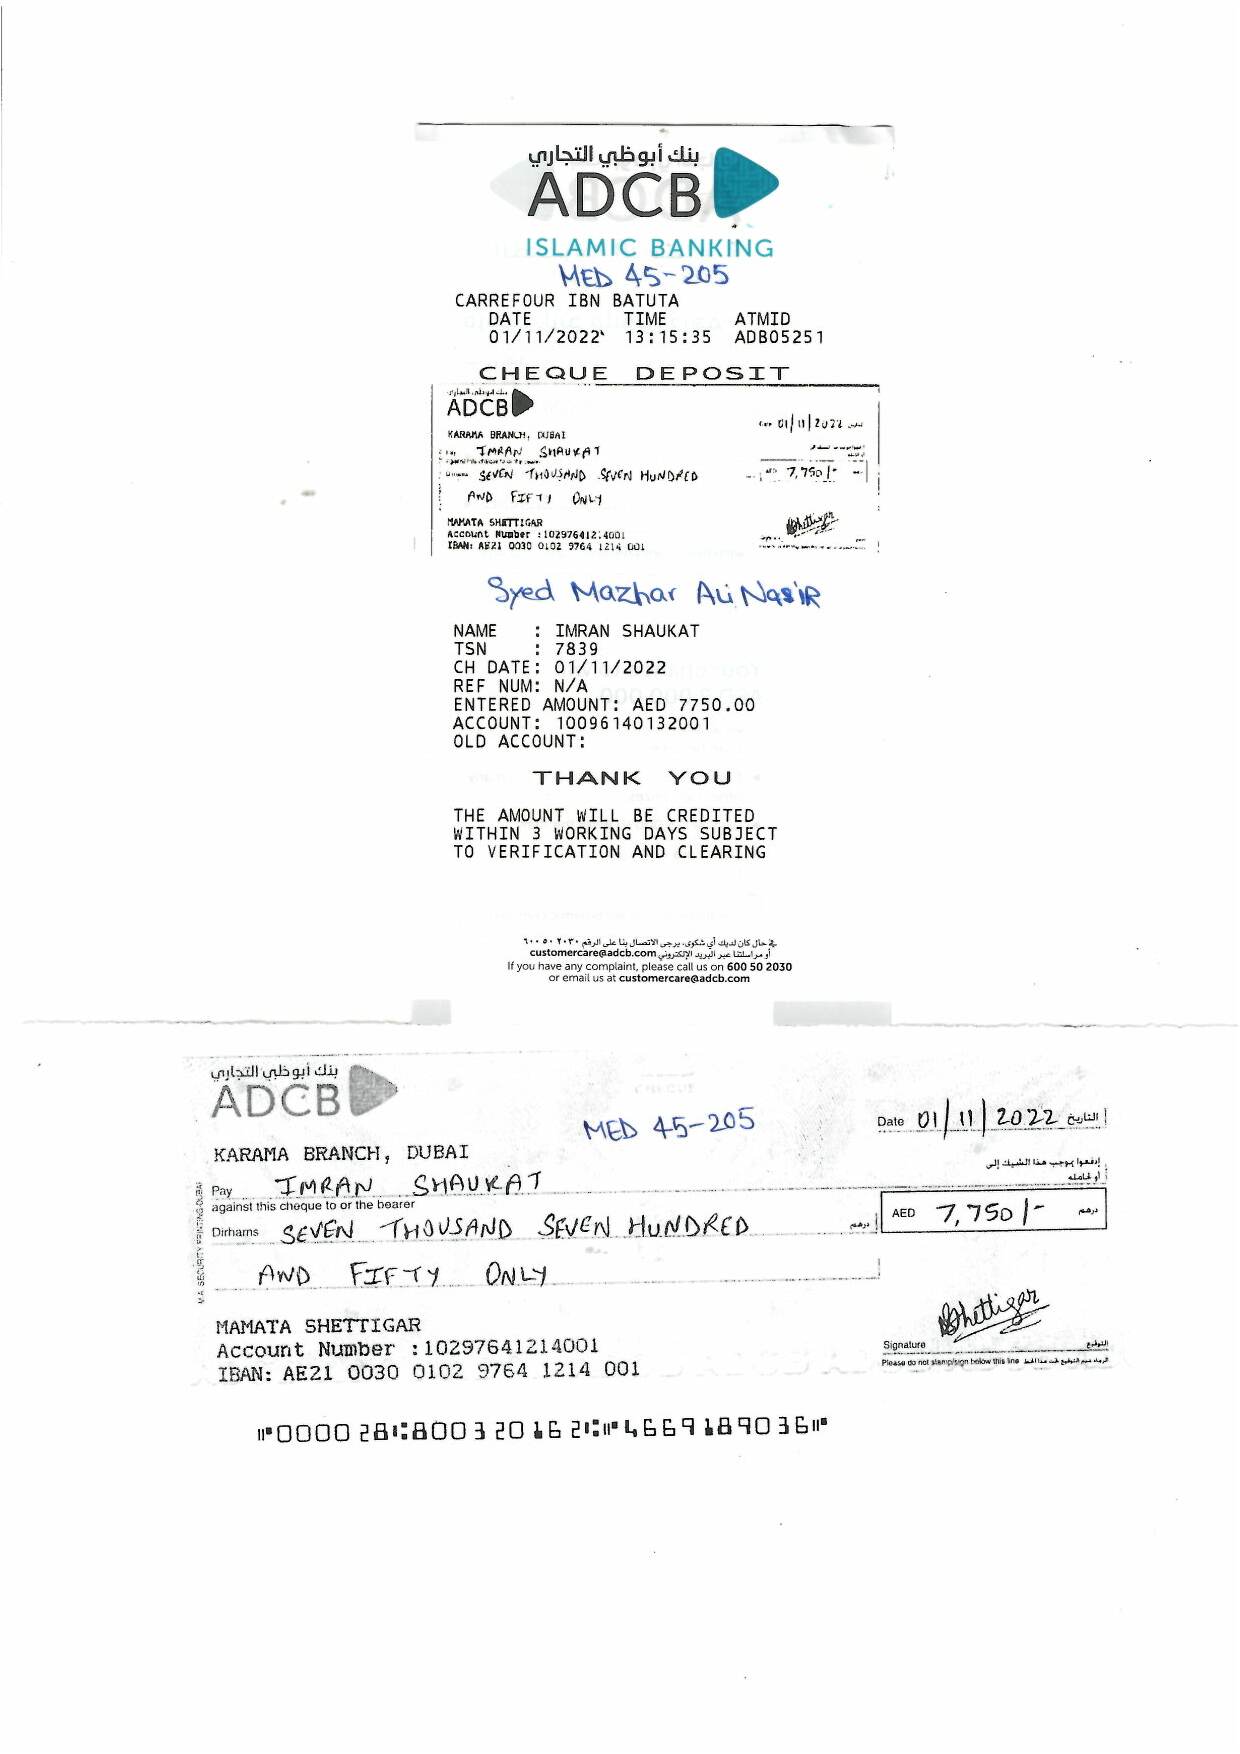 بنك أبوظبي التجاري
ADCB
ISLAMIC BANKING
MED 45-205
CARREFOUR IBN BATUTA
DATE TIME ATMID
01/11/2022 13:15:35 ADB05251
CHEQUE DEPOSIT
ADCB
01/11/2022
KARAMA BRANCH, DUBAI
IMRAN SHAUKAT
SEVEN THOUSAND SEVEN HUNDRED 7,750/-
AND FIFTY ONLY
MAMATA SHETTIGAR
Account Number :10297641214001
IBAN: AE21 0030 0102 9764 1214 001
Syed Mazhar Ali NasiR
NAME : IMRAN SHAUKAT
TSN : 7839
CH DATE: 01/11/2022
REF NUM: N/A
ENTERED AMOUNT: AED 7750.00
ACCOUNT: 10096140132001
OLD ACCOUNT:
THANK YOU
THE AMOUNT WILL BE CREDITED
WITHIN 3 WORKING DAYS SUBJECT
TO VERIFICATION AND CLEARING
في حال كان لديك أي شكوى، يرجى الاتصال بنا على الرقم ٢٠٣٠ ٥٠ ٦٠٠
أو مراسلتنا عبر البريد الإلكتروني customercare@adcb.com
If you have any complaint, please call us on 600 50 2030
or email us at customercare@adcb.com
بنك أبوظبي التجاري
ADCB
MED 45-205
Date 01/11/2022 التاريخ
KARAMA BRANCH, DUBAI
إدفعوا بموجب هذا الشيك إلى
Pay IMRAN SHAUKAT أو لحامله
against this cheque to or the bearer
Dirhams SEVEN THOUSAND SEVEN HUNDRED درهم AED 7,750/- درهم
AND FIFTY ONLY
MAMATA SHETTIGAR
Account Number :10297641214001
IBAN: AE21 0030 0102 9764 1214 001
Shettigar
Signature التوقيع
Please do not stamp/sign below this line الرجاء عدم التوقيع تحت هذا الخط
⑈000028⑆800320162⑆⑈4669189036⑈